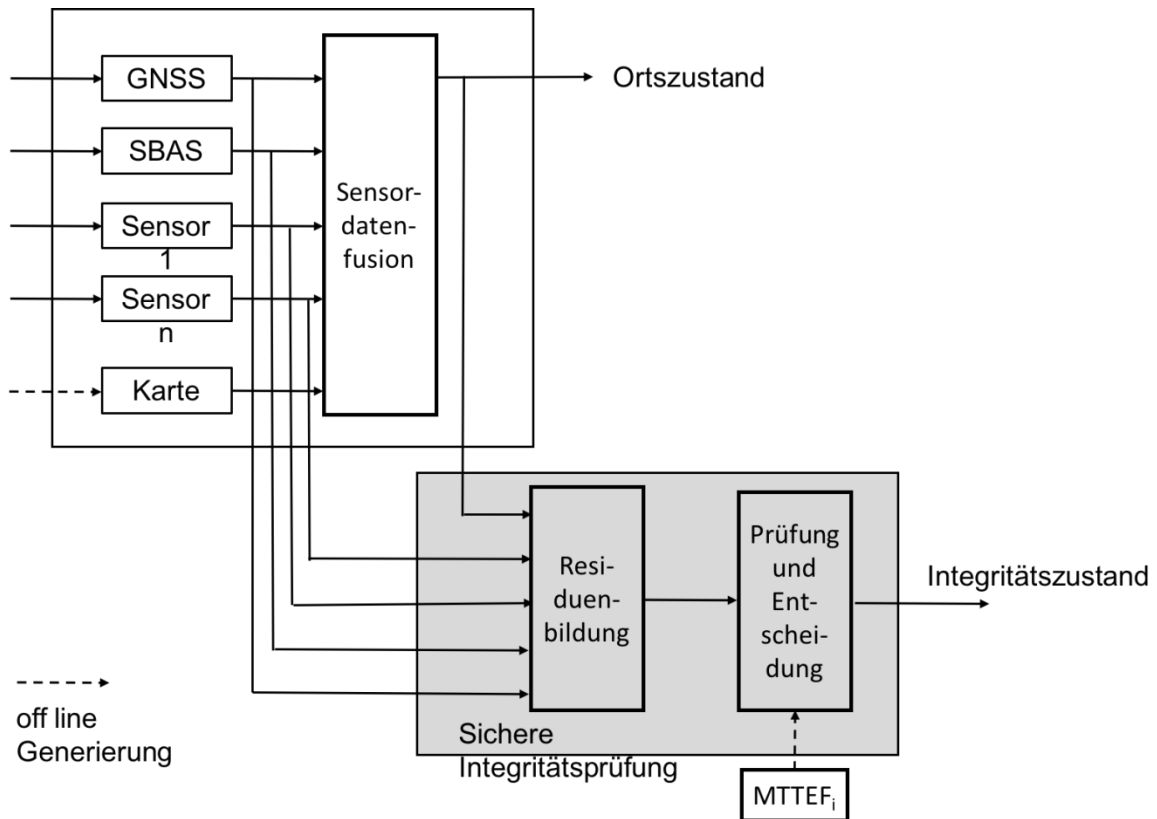 GNSS
SBAS
Sensor
1
Sensor
n
Karte
Sensor-
daten-
fusion
Ortszustand
Resi-
duen-
bildung
Prüfung
und
Ent-
schei-
dung
Integritätszustand
Sichere
Integritätsprüfung
MTTEFi
off line
Generierung